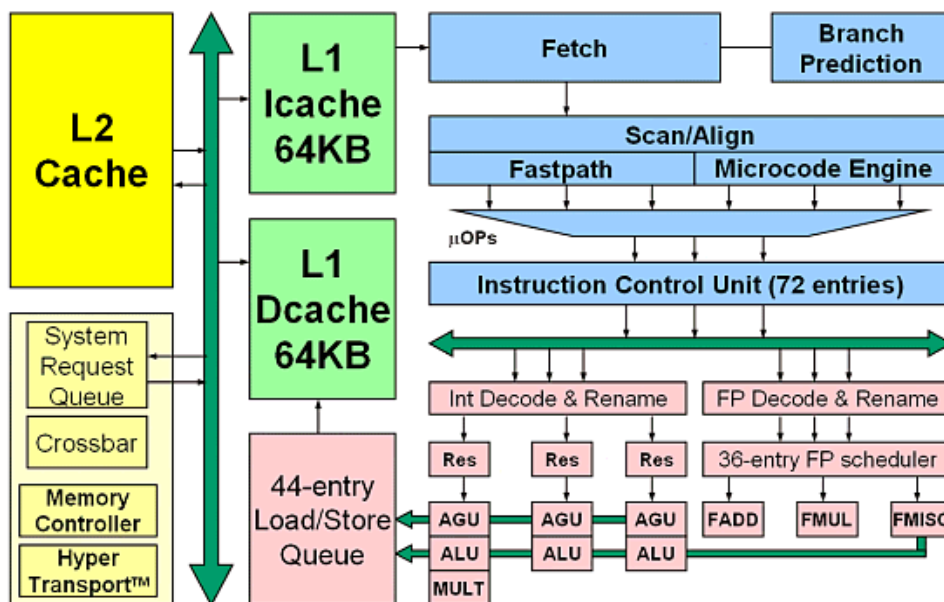 L2
Cache
System
Request
Queue
Crossbar
Memory
Controller
Hyper
Transport™
L1
Icache
64KB
L1
Dcache
64KB
44-entry
Load/Store
Queue
Fetch
Branch
Prediction
Scan/Align
Fastpath
Microcode Engine
µOPs
Instruction Control Unit (72 entries)
Int Decode & Rename
FP Decode & Rename
Res
Res
Res
36-entry FP scheduler
AGU
AGU
AGU
FADD
FMUL
FMISC
ALU
ALU
ALU
MULT